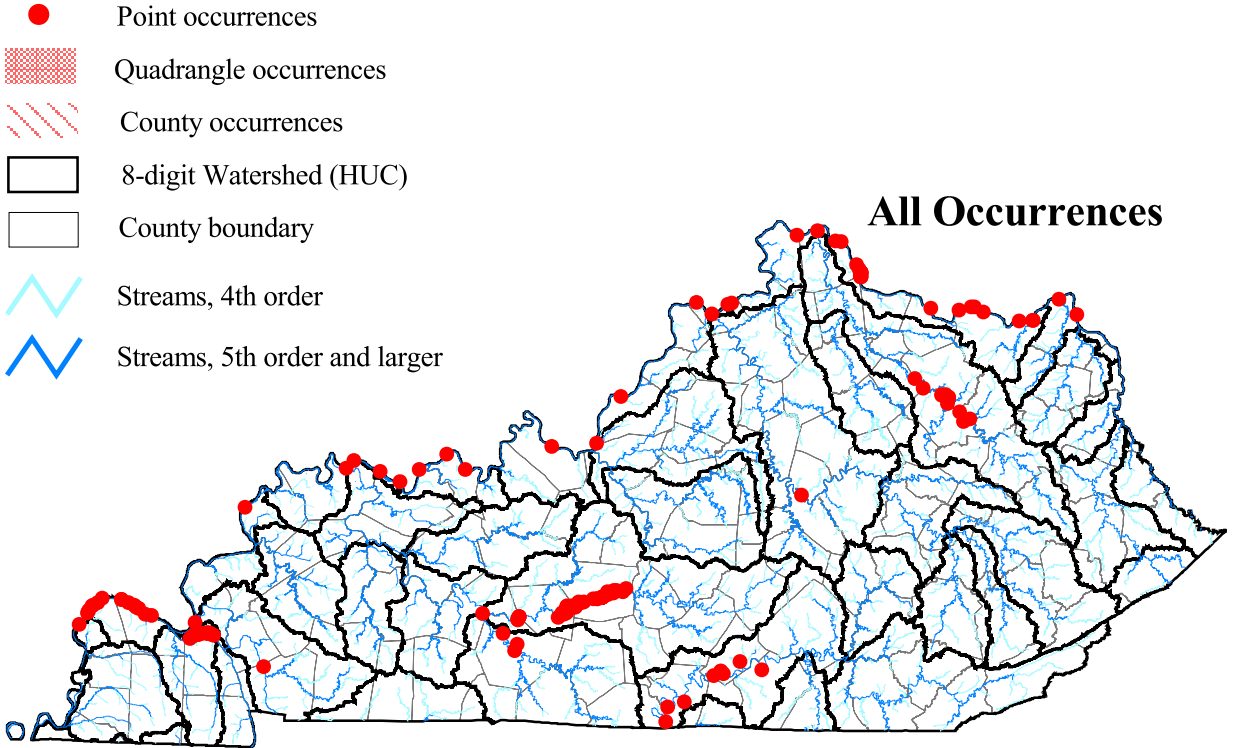 Point occurrences
Quadrangle occurrences
County occurrences
8-digit Watershed (HUC)
County boundary
Streams, 4th order
Streams, 5th order and larger
All Occurrences